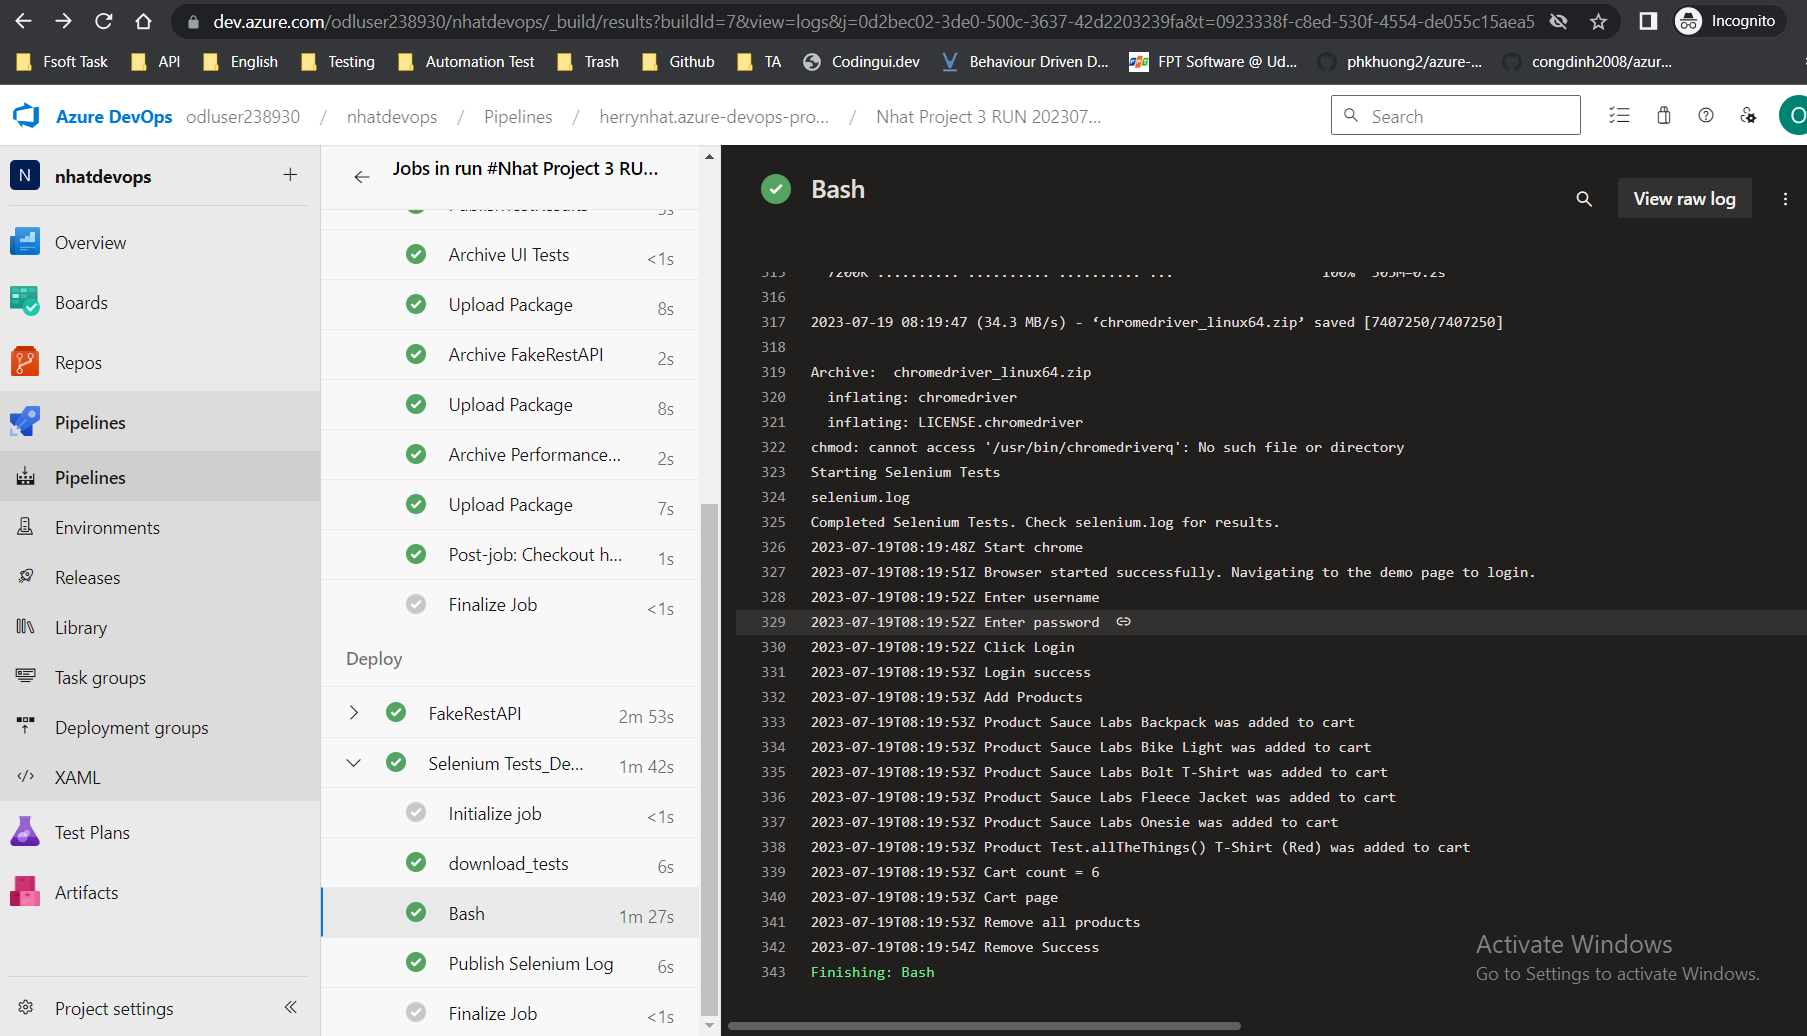 dev.azure.com/odluser238930/nhatdevops/_build/results?buildId=7&view=logs&j=0d2bec02-3de0-500c-3637-42d2203239fa&t=0923338f-c8ed-530f-4554-de055c15aea5
Incognito
Fsoft Task
API
English
Testing
Automation Test
Trash
Github
TA
Codingui.dev
Behaviour Driven D...
FPT Software @ Ud...
phkhuong2/azure-...
congdinh2008/azur...
Azure DevOps odluser238930 / nhatdevops / Pipelines / herrynhat.azure-devops-pro... / Nhat Project 3 RUN 202307...
Search
O
N nhatdevops +
Overview
Boards
Repos
Pipelines
Pipelines
Environments
Releases
Library
Task groups
Deployment groups
XAML
Test Plans
Artifacts
Project settings
Jobs in run #Nhat Project 3 RU...
PublishTestResults 5s
Archive UI Tests <1s
Upload Package 8s
Archive FakeRestAPI 2s
Upload Package 8s
Archive Performance... 2s
Upload Package 7s
Post-job: Checkout h... 1s
Finalize Job <1s
Deploy
FakeRestAPI 2m 53s
Selenium Tests_De... 1m 42s
Initialize job <1s
download_tests 6s
Bash 1m 27s
Publish Selenium Log 6s
Finalize Job <1s
Bash
View raw log
315 7200K .......... .......... .......... ... 100% 305M=0.2s
316
317 2023-07-19 08:19:47 (34.3 MB/s) - ‘chromedriver_linux64.zip’ saved [7407250/7407250]
318
319 Archive:  chromedriver_linux64.zip
320 inflating: chromedriver
321 inflating: LICENSE.chromedriver
322 chmod: cannot access '/usr/bin/chromedriverq': No such file or directory
323 Starting Selenium Tests
324 selenium.log
325 Completed Selenium Tests. Check selenium.log for results.
326 2023-07-19T08:19:48Z Start chrome
327 2023-07-19T08:19:51Z Browser started successfully. Navigating to the demo page to login.
328 2023-07-19T08:19:52Z Enter username
329 2023-07-19T08:19:52Z Enter password
330 2023-07-19T08:19:52Z Click Login
331 2023-07-19T08:19:53Z Login success
332 2023-07-19T08:19:53Z Add Products
333 2023-07-19T08:19:53Z Product Sauce Labs Backpack was added to cart
334 2023-07-19T08:19:53Z Product Sauce Labs Bike Light was added to cart
335 2023-07-19T08:19:53Z Product Sauce Labs Bolt T-Shirt was added to cart
336 2023-07-19T08:19:53Z Product Sauce Labs Fleece Jacket was added to cart
337 2023-07-19T08:19:53Z Product Sauce Labs Onesie was added to cart
338 2023-07-19T08:19:53Z Product Test.allTheThings() T-Shirt (Red) was added to cart
339 2023-07-19T08:19:53Z Cart count = 6
340 2023-07-19T08:19:53Z Cart page
341 2023-07-19T08:19:53Z Remove all products
342 2023-07-19T08:19:54Z Remove Success
343 Finishing: Bash
Activate Windows
Go to Settings to activate Windows.